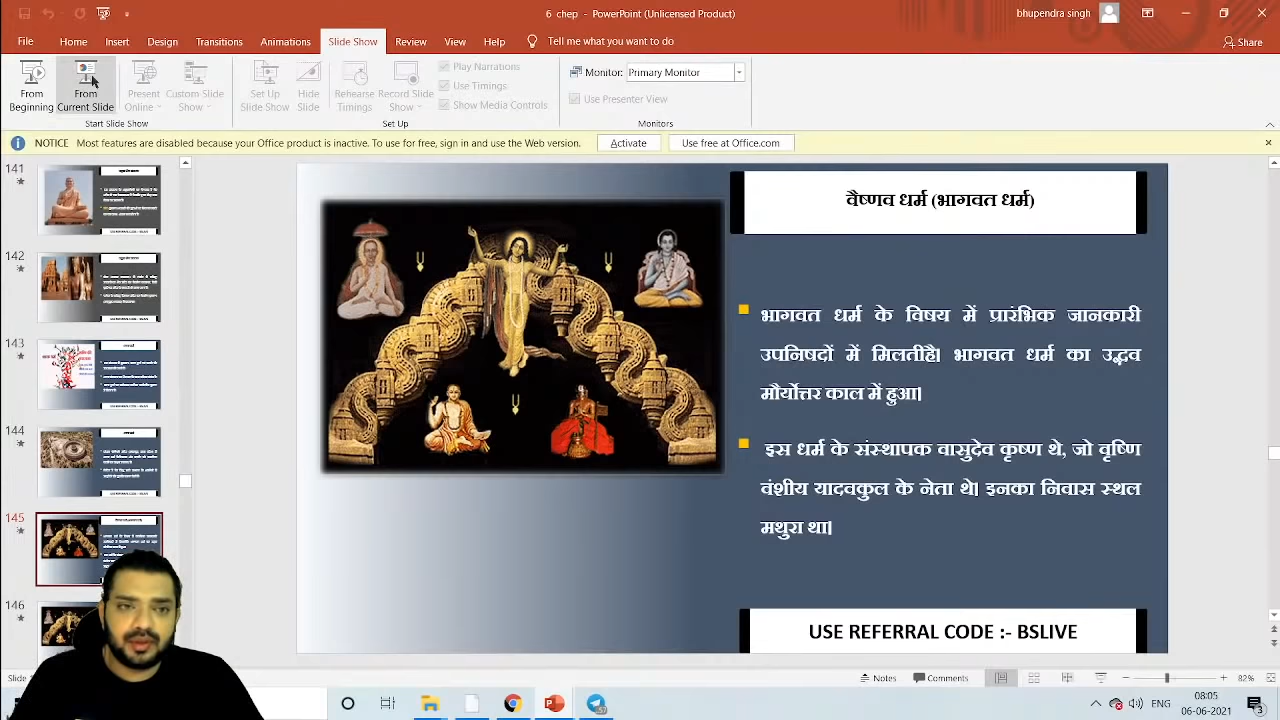 6 chep - PowerPoint (Unlicensed Product)
bhupendra singh
File Home Insert Design Transitions Animations Slide Show Review View Help Tell me what you want to do
Share
From Beginning
From Current Slide
Present Online
Custom Slide Show
Start Slide Show
Set Up Slide Show
Hide Slide
Rehearse Timings
Record Slide Show
Play Narrations
Use Timings
Show Media Controls
Set Up
Monitor: Primary Monitor
Use Presenter View
Monitors
NOTICE Most features are disabled because your Office product is inactive. To use for free, sign in and use the Web version.
Activate
Use free at Office.com
141
142
143
144
145
146
वैष्णव धर्म (भागवत धर्म)
भागवत धर्म के विषय में प्रारंभिक जानकारी
उपनिषदों में मिलतीहै। भागवत धर्म का उद्भव
मौर्योत्तर काल में हुआ।
इस धर्म के संस्थापक वासुदेव कृष्ण थे, जो वृष्णि
वंशीय यादवकुल के नेता थे। इनका निवास स्थल
मथुरा था।
USE REFERRAL CODE :- BSLIVE
Slide
Notes
Comments
82%
ENG
08:05
06-06-2021